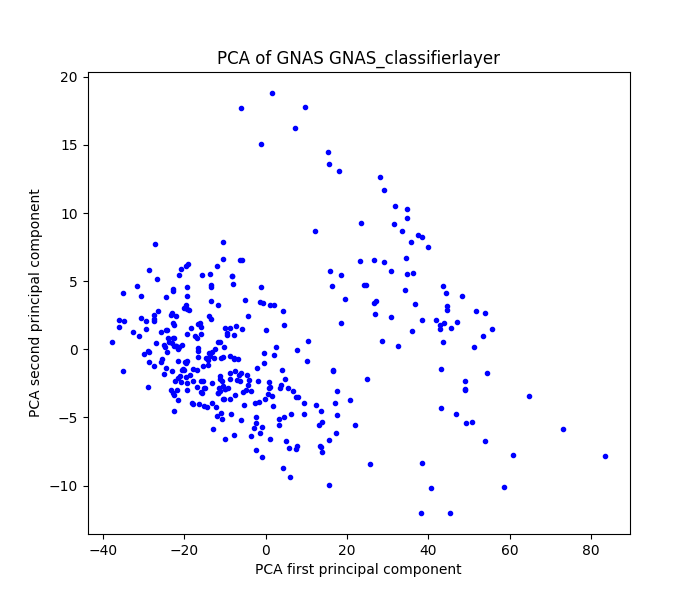 PCA of GNAS GNAS_classifierlayer
20
15
10
5
0
−5
−10
PCA second principal component
−40 −20 0 20 40 60 80
PCA first principal component